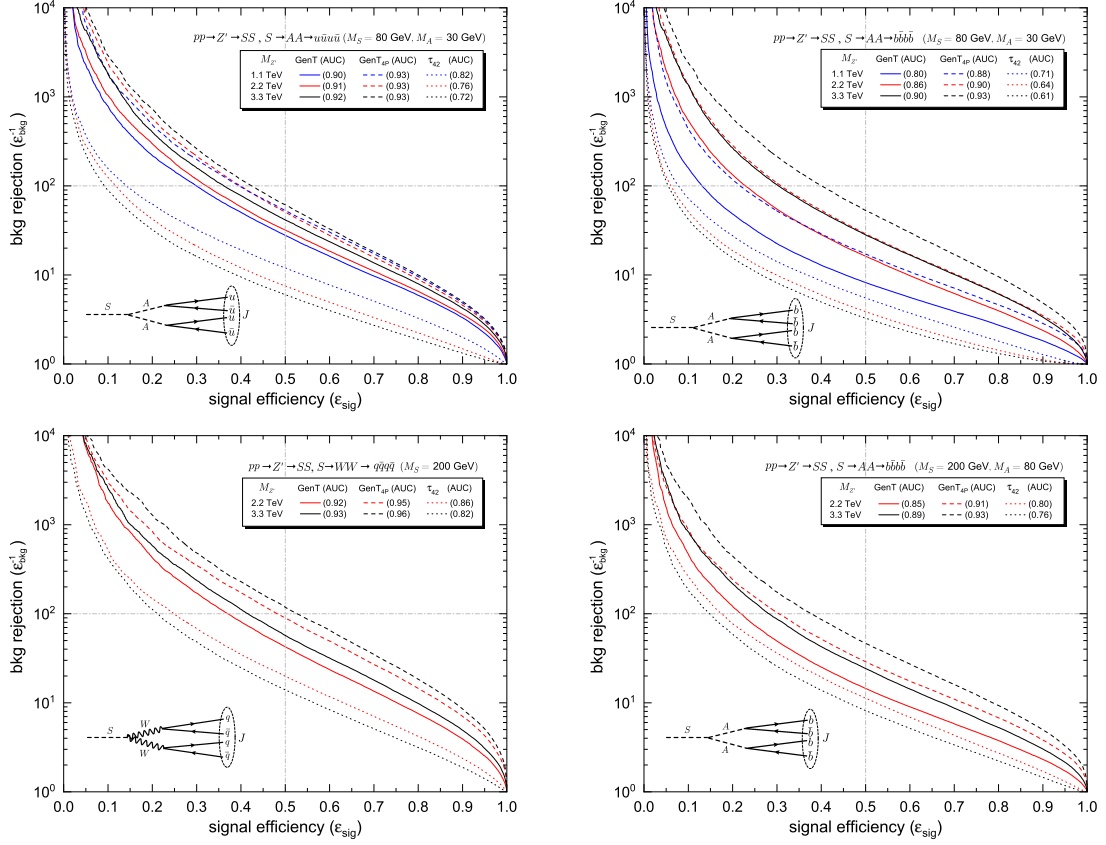 pp→Z′→SS , S→AA→uūuū (M_S = 80 GeV, M_A = 30 GeV)
M_Z′ GenT (AUC) GenT_4P (AUC) τ_42 (AUC)
1.1 TeV (0.90) (0.93) (0.82)
2.2 TeV (0.91) (0.93) (0.76)
3.3 TeV (0.92) (0.93) (0.72)
10^4
10^3
10^2
10^1
10^0
bkg rejection (ε_bkg^-1)
S A A u ū u ū J
0.0 0.1 0.2 0.3 0.4 0.5 0.6 0.7 0.8 0.9 1.0
signal efficiency (ε_sig)
pp→Z′→SS , S→AA→b̄b̄b̄b̄ (M_S = 80 GeV, M_A = 30 GeV)
M_Z′ GenT (AUC) GenT_4P (AUC) τ_42 (AUC)
1.1 TeV (0.80) (0.88) (0.71)
2.2 TeV (0.86) (0.90) (0.64)
3.3 TeV (0.90) (0.93) (0.61)
10^4
10^3
10^2
10^1
10^0
bkg rejection (ε_bkg^-1)
S A A b b̄ b b̄ J
0.0 0.1 0.2 0.3 0.4 0.5 0.6 0.7 0.8 0.9 1.0
signal efficiency (ε_sig)
pp→Z′→SS, S→WW→qq̄qq̄ (M_S = 200 GeV)
M_Z′ GenT (AUC) GenT_4P (AUC) τ_42 (AUC)
2.2 TeV (0.92) (0.95) (0.86)
3.3 TeV (0.93) (0.96) (0.82)
10^4
10^3
10^2
10^1
10^0
bkg rejection (ε_bkg^-1)
S W W q q̄ q q̄ J
0.0 0.1 0.2 0.3 0.4 0.5 0.6 0.7 0.8 0.9 1.0
signal efficiency (ε_sig)
pp→Z′→SS , S→AA→bb̄bb̄ (M_S = 200 GeV, M_A = 80 GeV)
M_Z′ GenT (AUC) GenT_4P (AUC) τ_42 (AUC)
2.2 TeV (0.85) (0.91) (0.80)
3.3 TeV (0.89) (0.93) (0.76)
10^4
10^3
10^2
10^1
10^0
bkg rejection (ε_bkg^-1)
S A A b b̄ b b̄ J
0.0 0.1 0.2 0.3 0.4 0.5 0.6 0.7 0.8 0.9 1.0
signal efficiency (ε_sig)